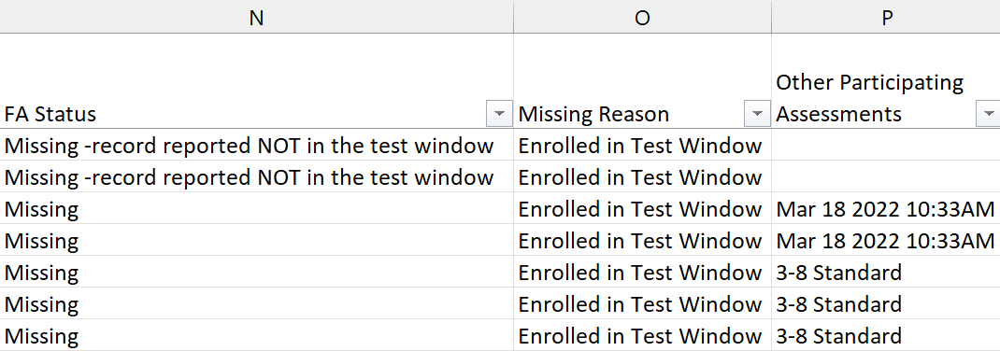 N O P
Other Participating
FA Status Missing Reason Assessments
Missing -record reported NOT in the test window Enrolled in Test Window
Missing -record reported NOT in the test window Enrolled in Test Window
Missing Enrolled in Test Window Mar 18 2022 10:33AM
Missing Enrolled in Test Window Mar 18 2022 10:33AM
Missing Enrolled in Test Window 3-8 Standard
Missing Enrolled in Test Window 3-8 Standard
Missing Enrolled in Test Window 3-8 Standard